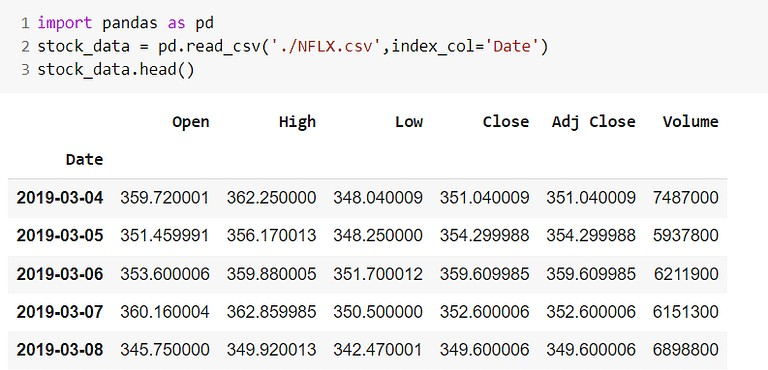 1 import pandas as pd
2 stock_data = pd.read_csv('./NFLX.csv',index_col='Date')
3 stock_data.head()
Open High Low Close Adj Close Volume
Date
2019-03-04 359.720001 362.250000 348.040009 351.040009 351.040009 7487000
2019-03-05 351.459991 356.170013 348.250000 354.299988 354.299988 5937800
2019-03-06 353.600006 359.880005 351.700012 359.609985 359.609985 6211900
2019-03-07 360.160004 362.859985 350.500000 352.600006 352.600006 6151300
2019-03-08 345.750000 349.920013 342.470001 349.600006 349.600006 6898800